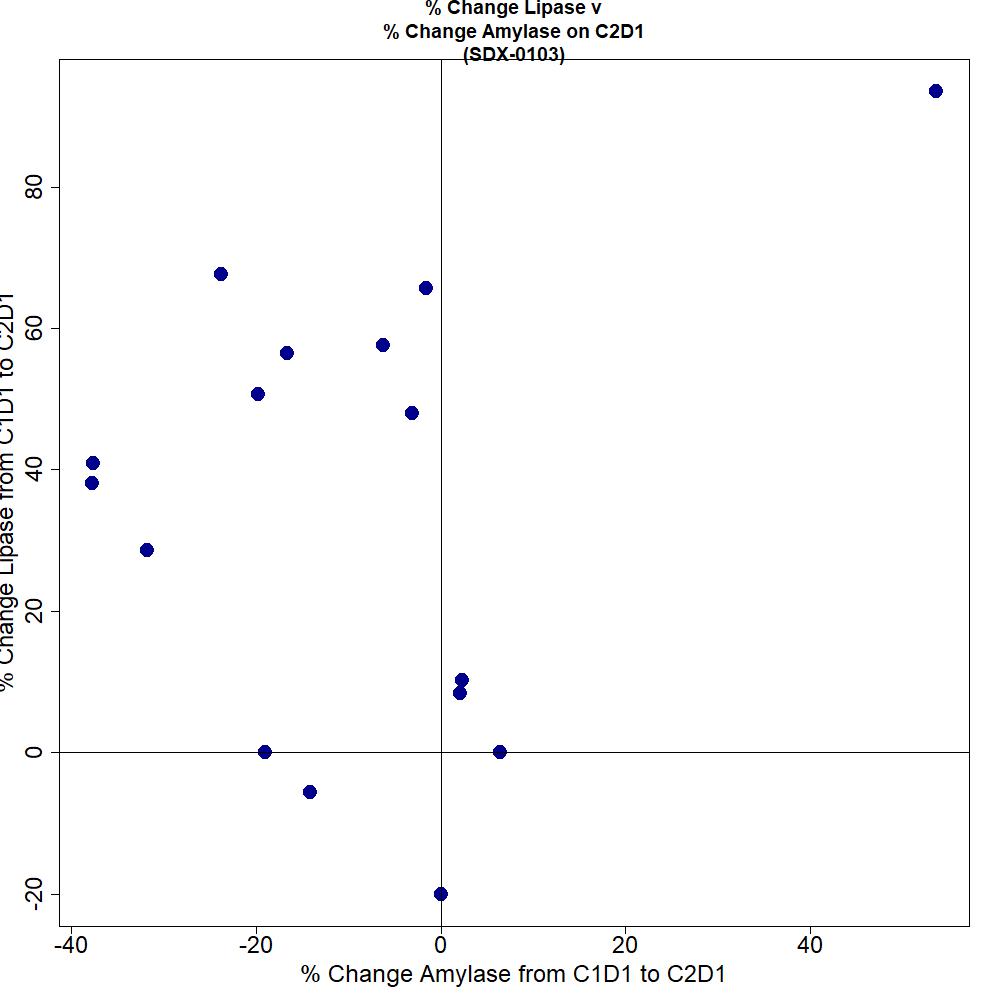 % Change Lipase v
% Change Amylase on C2D1
(SDX-0103)
% Change Lipase from C1D1 to C2D1
80
60
40
20
0
-20
-40
-20
0
20
40
% Change Amylase from C1D1 to C2D1